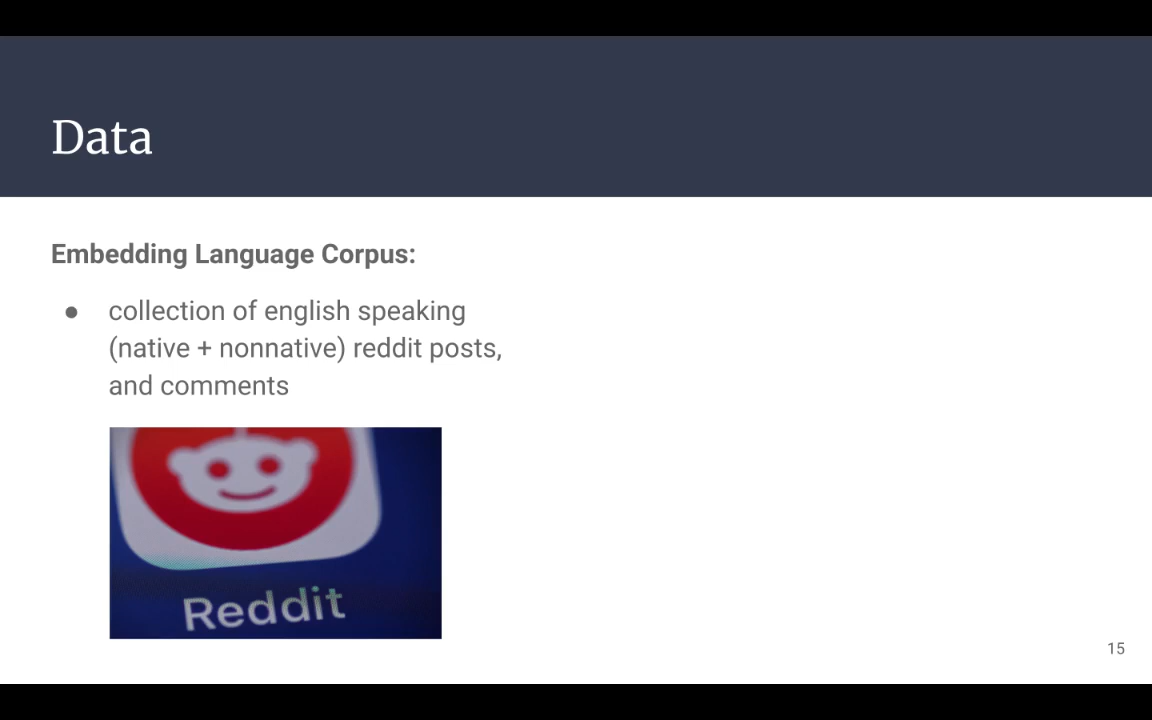 Data
Embedding Language Corpus:
● collection of english speaking
(native + nonnative) reddit posts,
and comments
Reddit
15